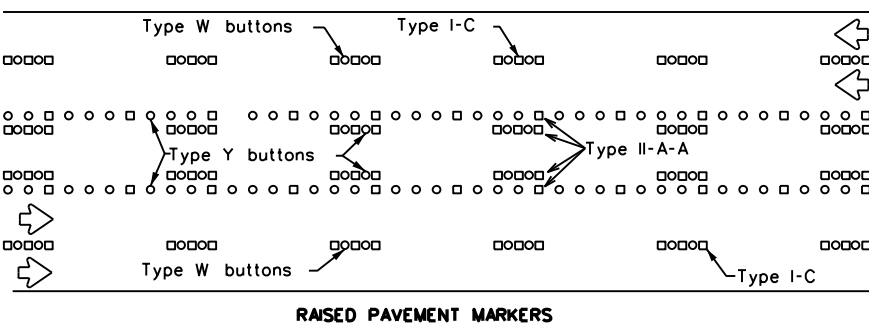 Type W buttons
Type I-C
Type Y buttons
Type II-A-A
Type W buttons
Type I-C
RAISED PAVEMENT MARKERS